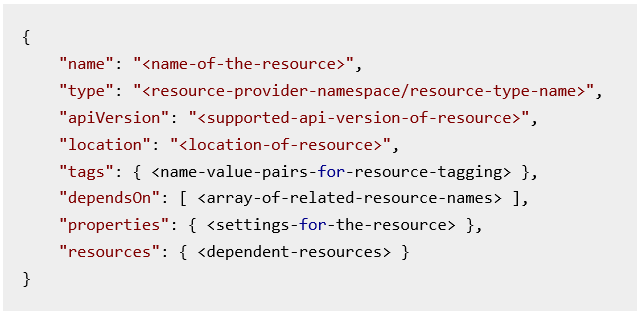 {
"name": "<name-of-the-resource>",
"type": "<resource-provider-namespace/resource-type-name>",
"apiVersion": "<supported-api-version-of-resource>",
"location": "<location-of-resource>",
"tags": { <name-value-pairs-for-resource-tagging> },
"dependsOn": [ <array-of-related-resource-names> ],
"properties": { <settings-for-the-resource> },
"resources": { <dependent-resources> }
}